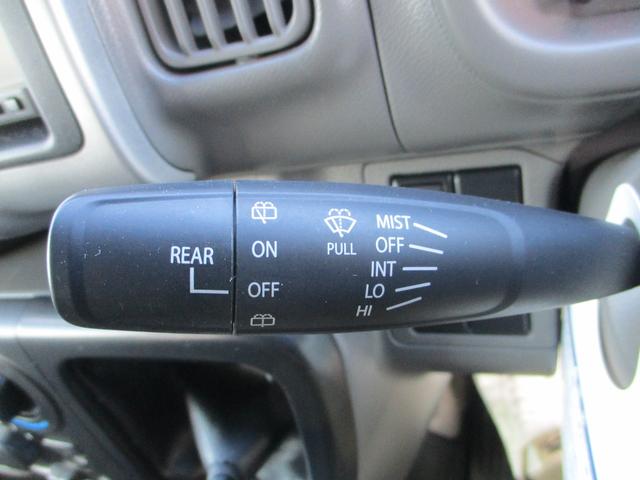 REAR
ON
OFF
PULL
MIST
OFF
INT
LO
HI